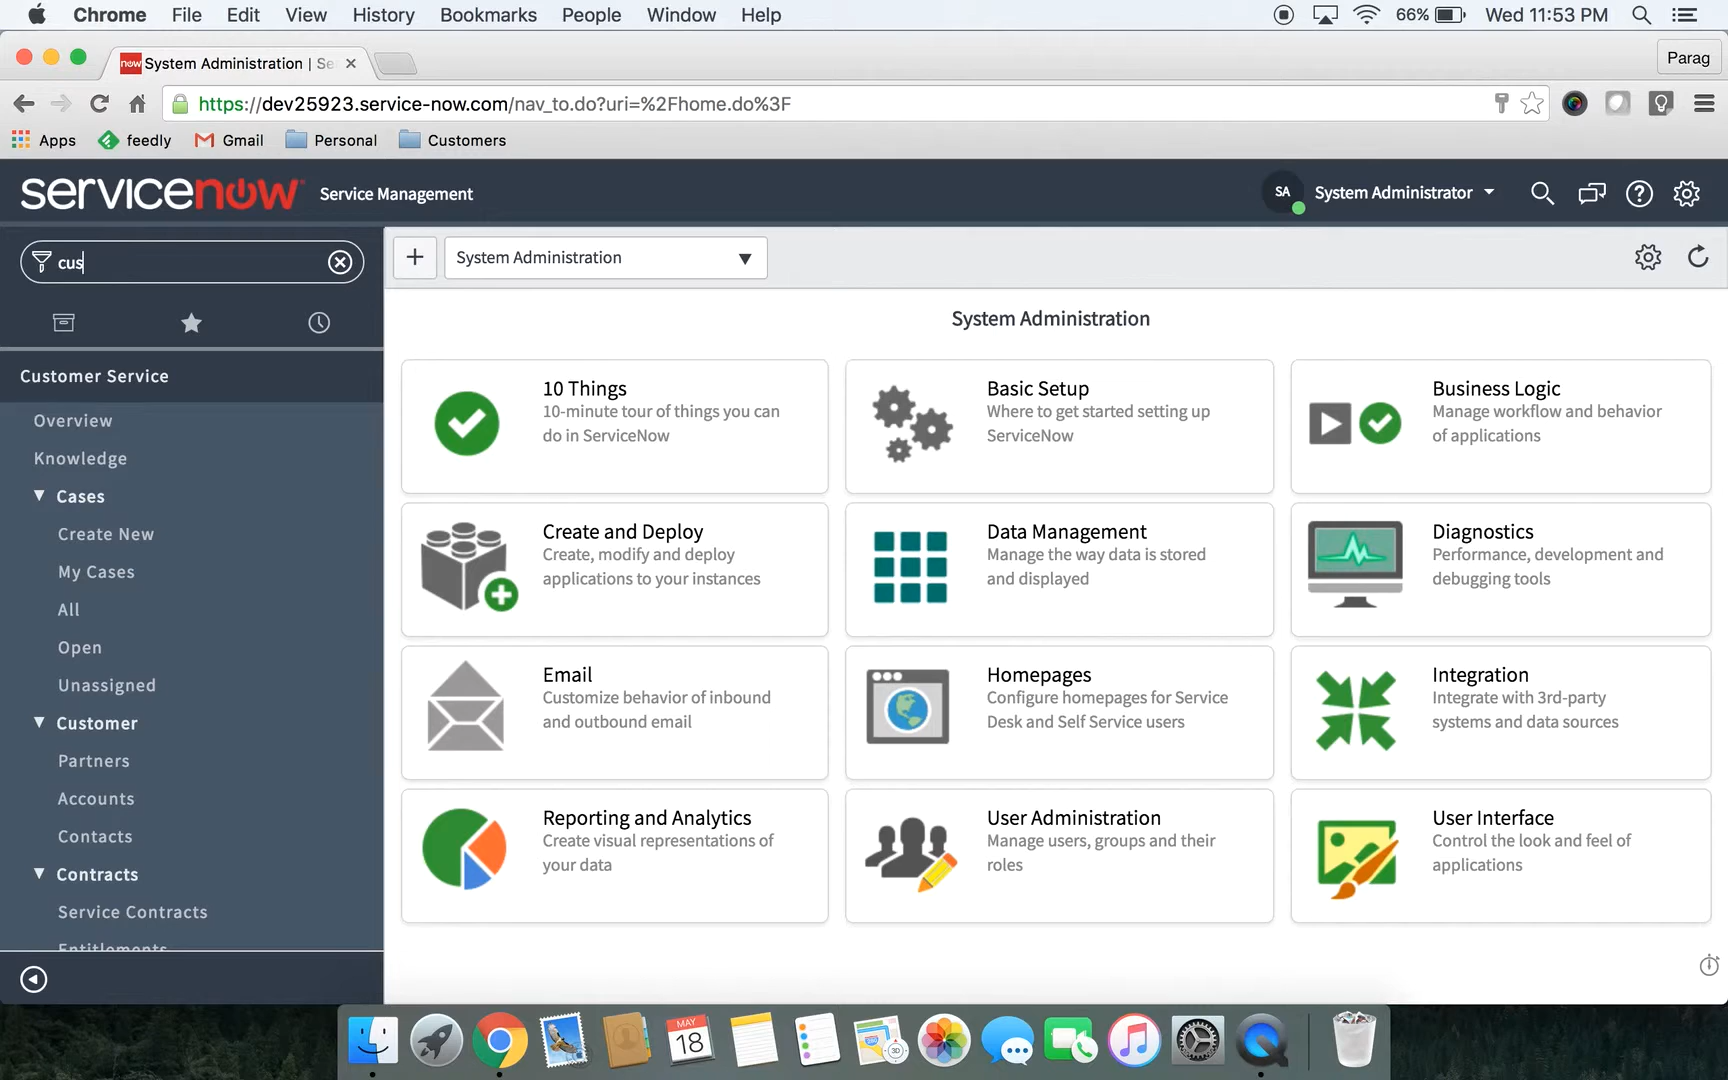 Chrome File Edit View History Bookmarks People Window Help 66% Wed 11:53 PM
now System Administration | Se Parag
https://dev25923.service-now.com/nav_to.do?uri=%2Fhome.do%3F
Apps feedly Gmail Personal Customers
servicenow Service Management SA System Administrator
cus
System Administration
System Administration
Customer Service
Overview
Knowledge
Cases
Create New
My Cases
All
Open
Unassigned
Customer
Partners
Accounts
Contacts
Contracts
Service Contracts
Entitlements
10 Things
10-minute tour of things you can
do in ServiceNow
Basic Setup
Where to get started setting up
ServiceNow
Business Logic
Manage workflow and behavior
of applications
Create and Deploy
Create, modify and deploy
applications to your instances
Data Management
Manage the way data is stored
and displayed
Diagnostics
Performance, development and
debugging tools
Email
Customize behavior of inbound
and outbound email
Homepages
Configure homepages for Service
Desk and Self Service users
Integration
Integrate with 3rd-party
systems and data sources
Reporting and Analytics
Create visual representations of
your data
User Administration
Manage users, groups and their
roles
User Interface
Control the look and feel of
applications
MAY
18
3D